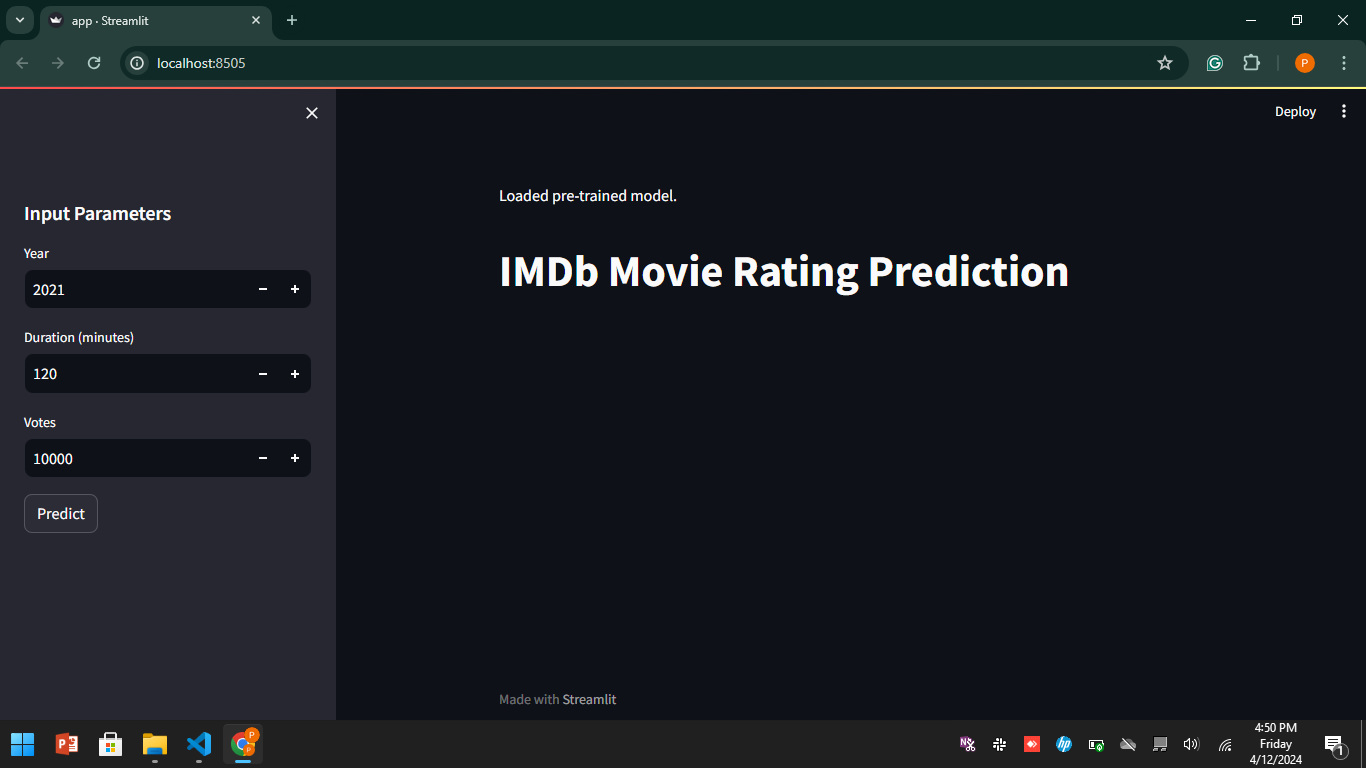 app · Streamlit
localhost:8505
P
Deploy
Input Parameters
Year
2021
Duration (minutes)
120
Votes
10000
Predict
Loaded pre-trained model.
IMDb Movie Rating Prediction
Made with Streamlit
4:50 PM
Friday
4/12/2024
1